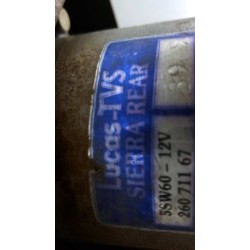 Lucas-TVS
SIERRA REAR
5SW60-12V
260 711 67